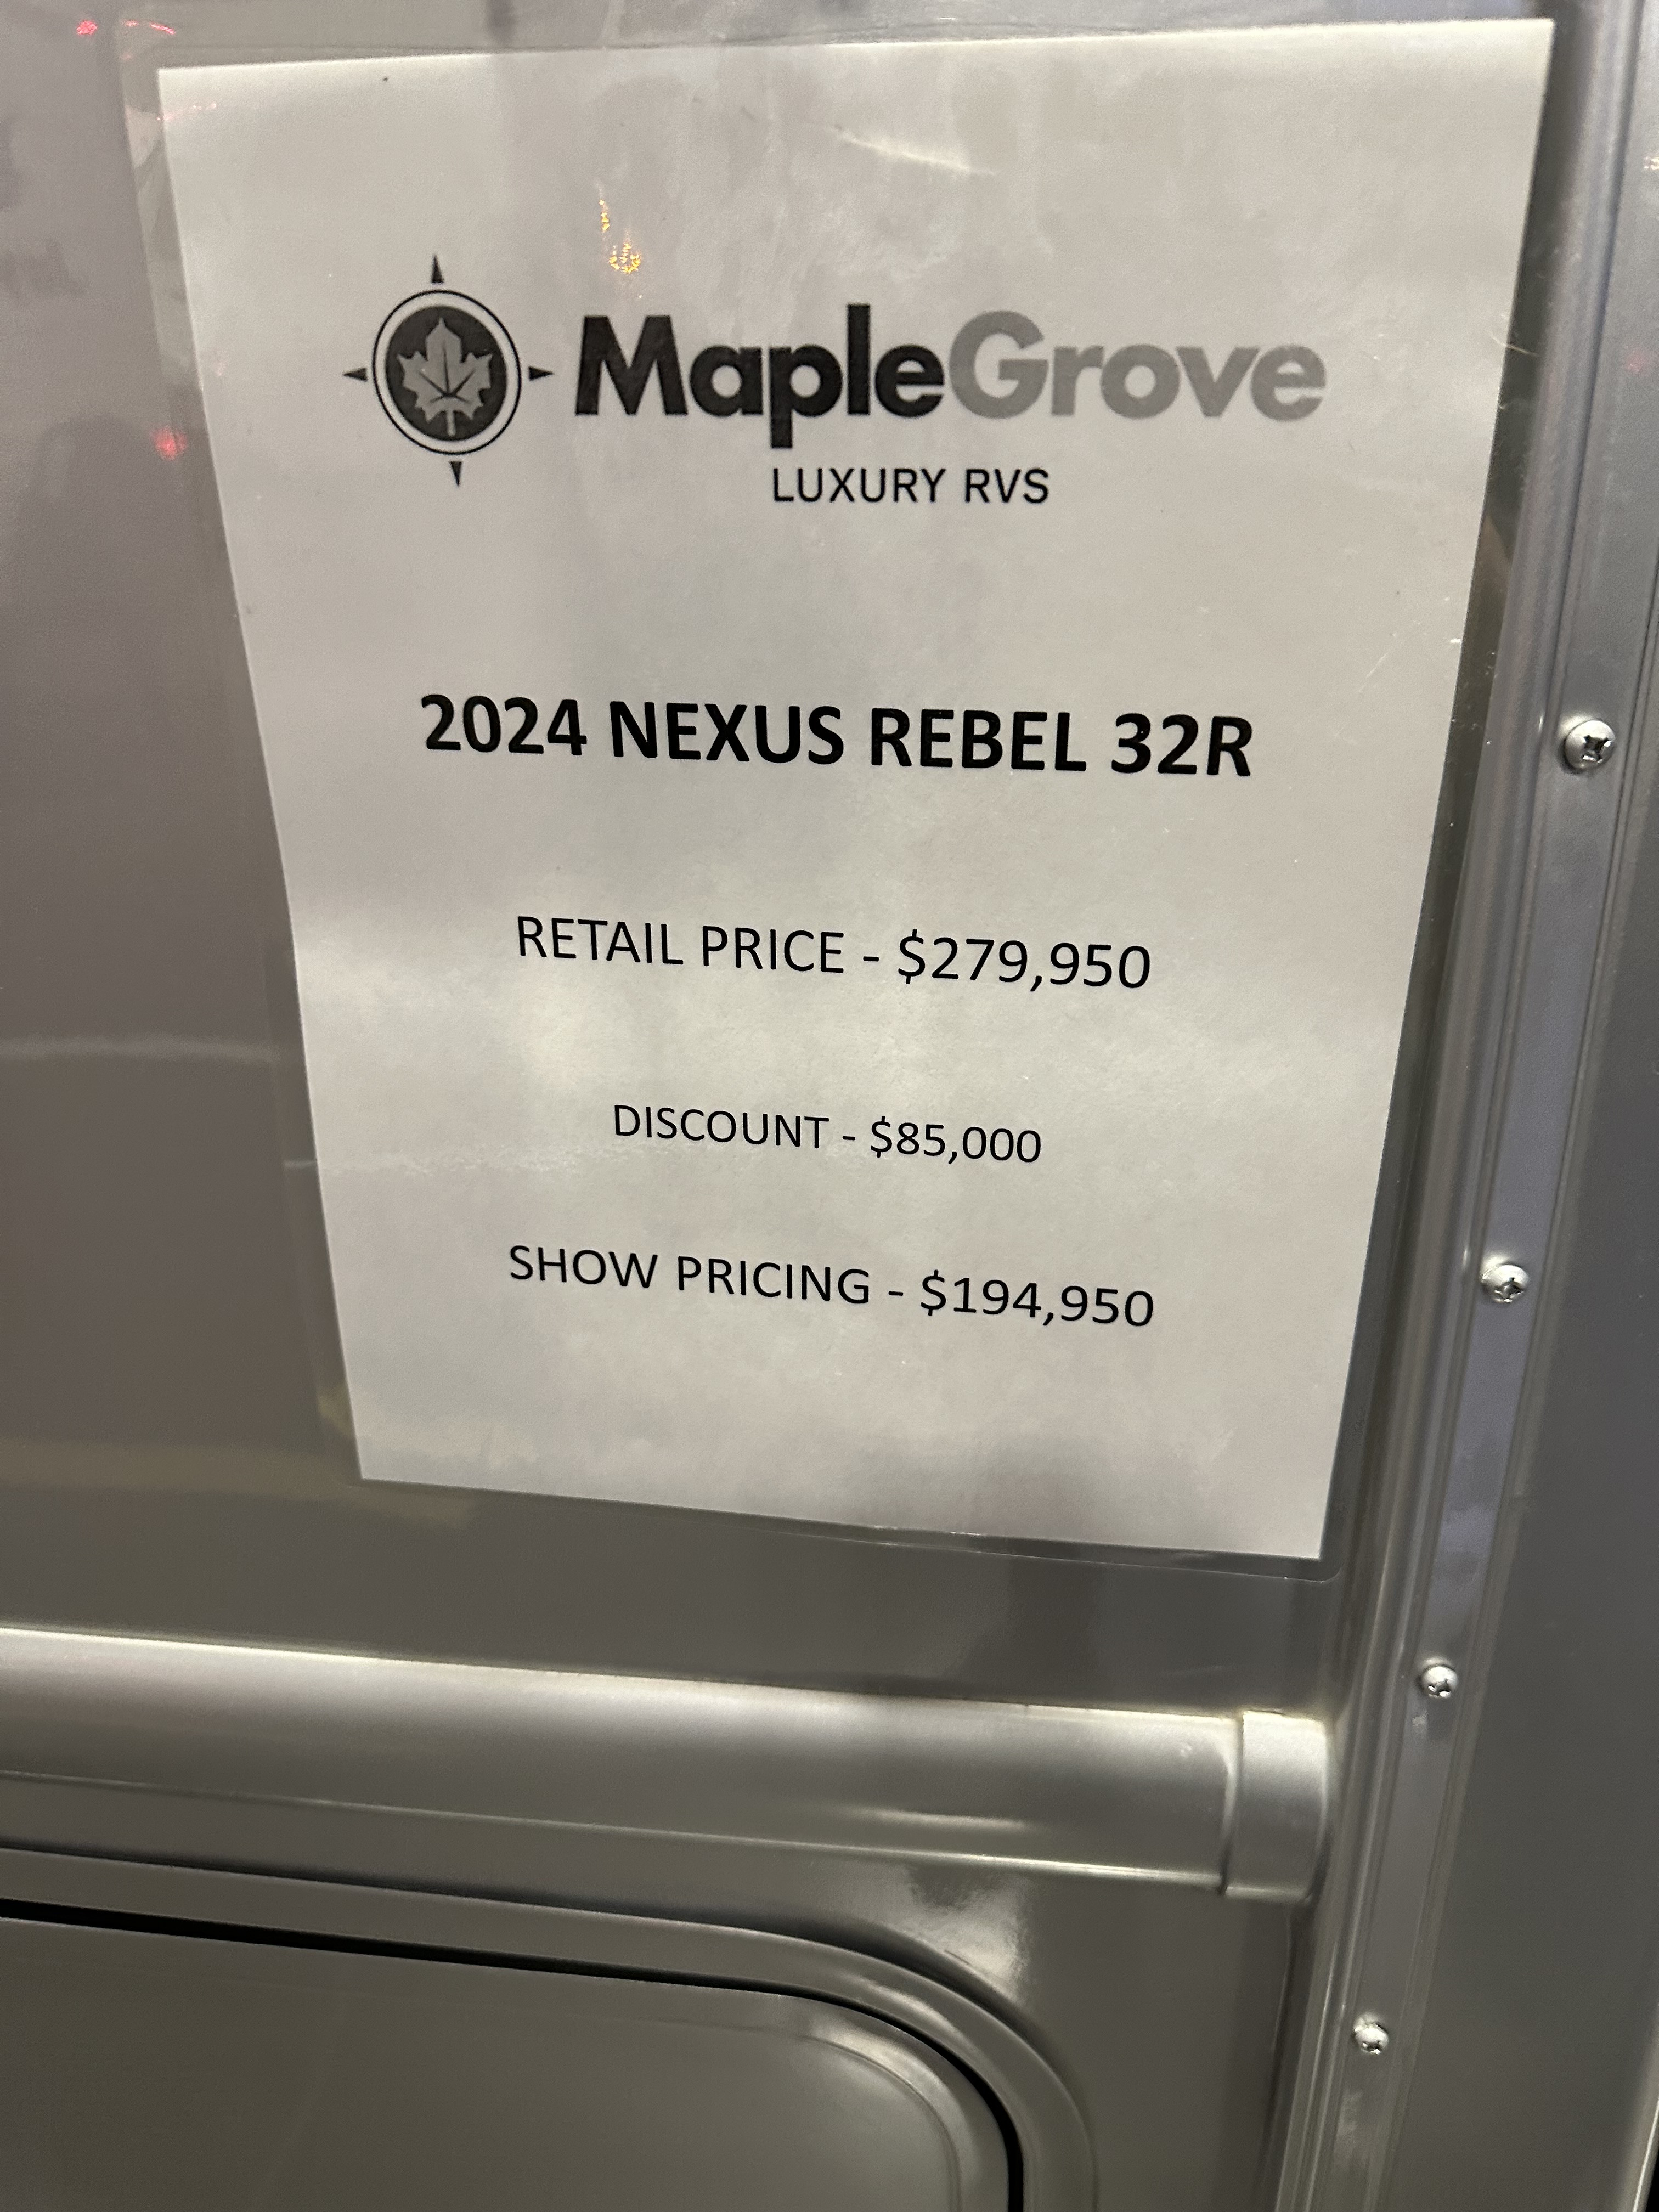 MapleGrove
LUXURY RVS
2024 NEXUS REBEL 32R
RETAIL PRICE - $279,950
DISCOUNT - $85,000
SHOW PRICING - $194,950